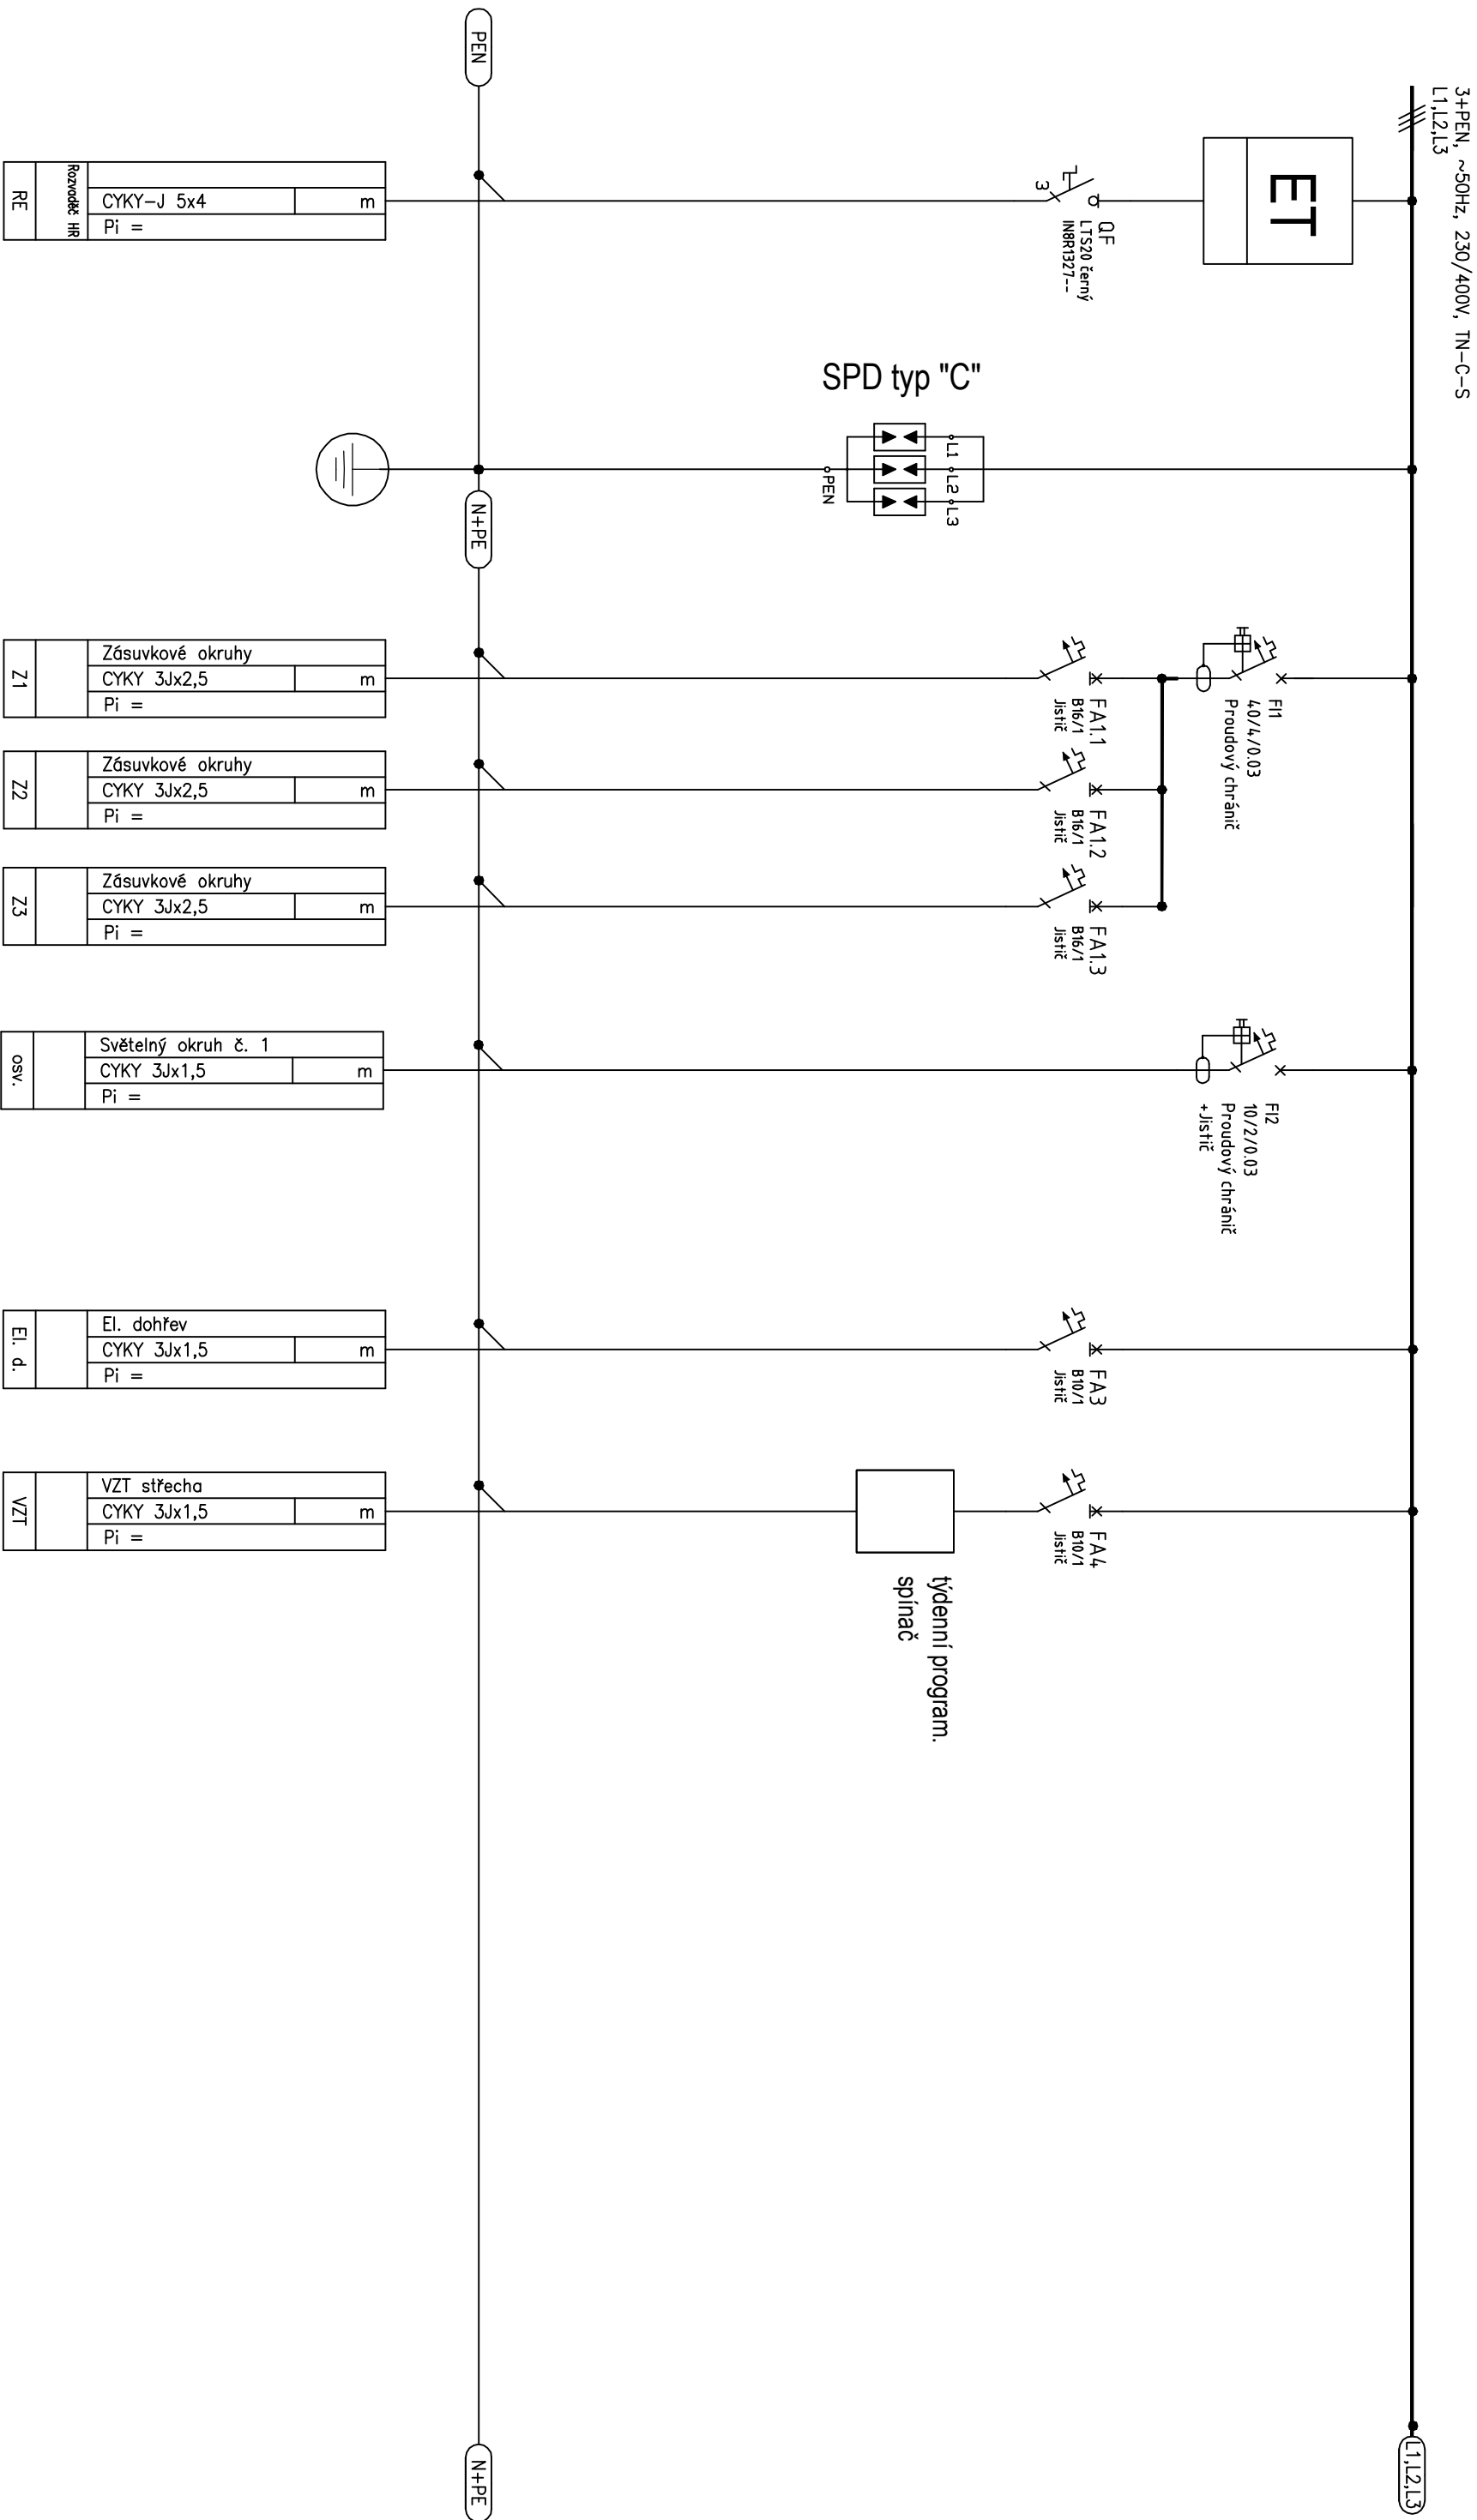 3+PEN, ~50Hz, 230/400V, TN-C-S
L1,L2,L3
ET
QF
LTS20 černý
IN8R1327--
3
PEN
CYKY-J 5x4 m
Pi =
Rozvaděč HR
RE
SPD typ "C"
L1
L2
L3
PEN
N+PE
FI1
40/4/0.03
Proudový chránič
FA1.1
B16/1
Jistič
Zásuvkové okruhy
CYKY 3Jx2,5 m
Pi =
Z1
FA1.2
B16/1
Jistič
Zásuvkové okruhy
CYKY 3Jx2,5 m
Pi =
Z2
FA1.3
B16/1
Jistič
Zásuvkové okruhy
CYKY 3Jx2,5 m
Pi =
Z3
FI2
10/2/0.03
Proudový chránič
+Jistič
Světelný okruh č. 1
CYKY 3Jx1,5 m
Pi =
osv.
FA3
B10/1
Jistič
El. dohřev
CYKY 3Jx1,5 m
Pi =
El. d.
FA4
B10/1
Jistič
týdenní program.
spínač
VZT střecha
CYKY 3Jx1,5 m
Pi =
VZT
L1,L2,L3
N+PE